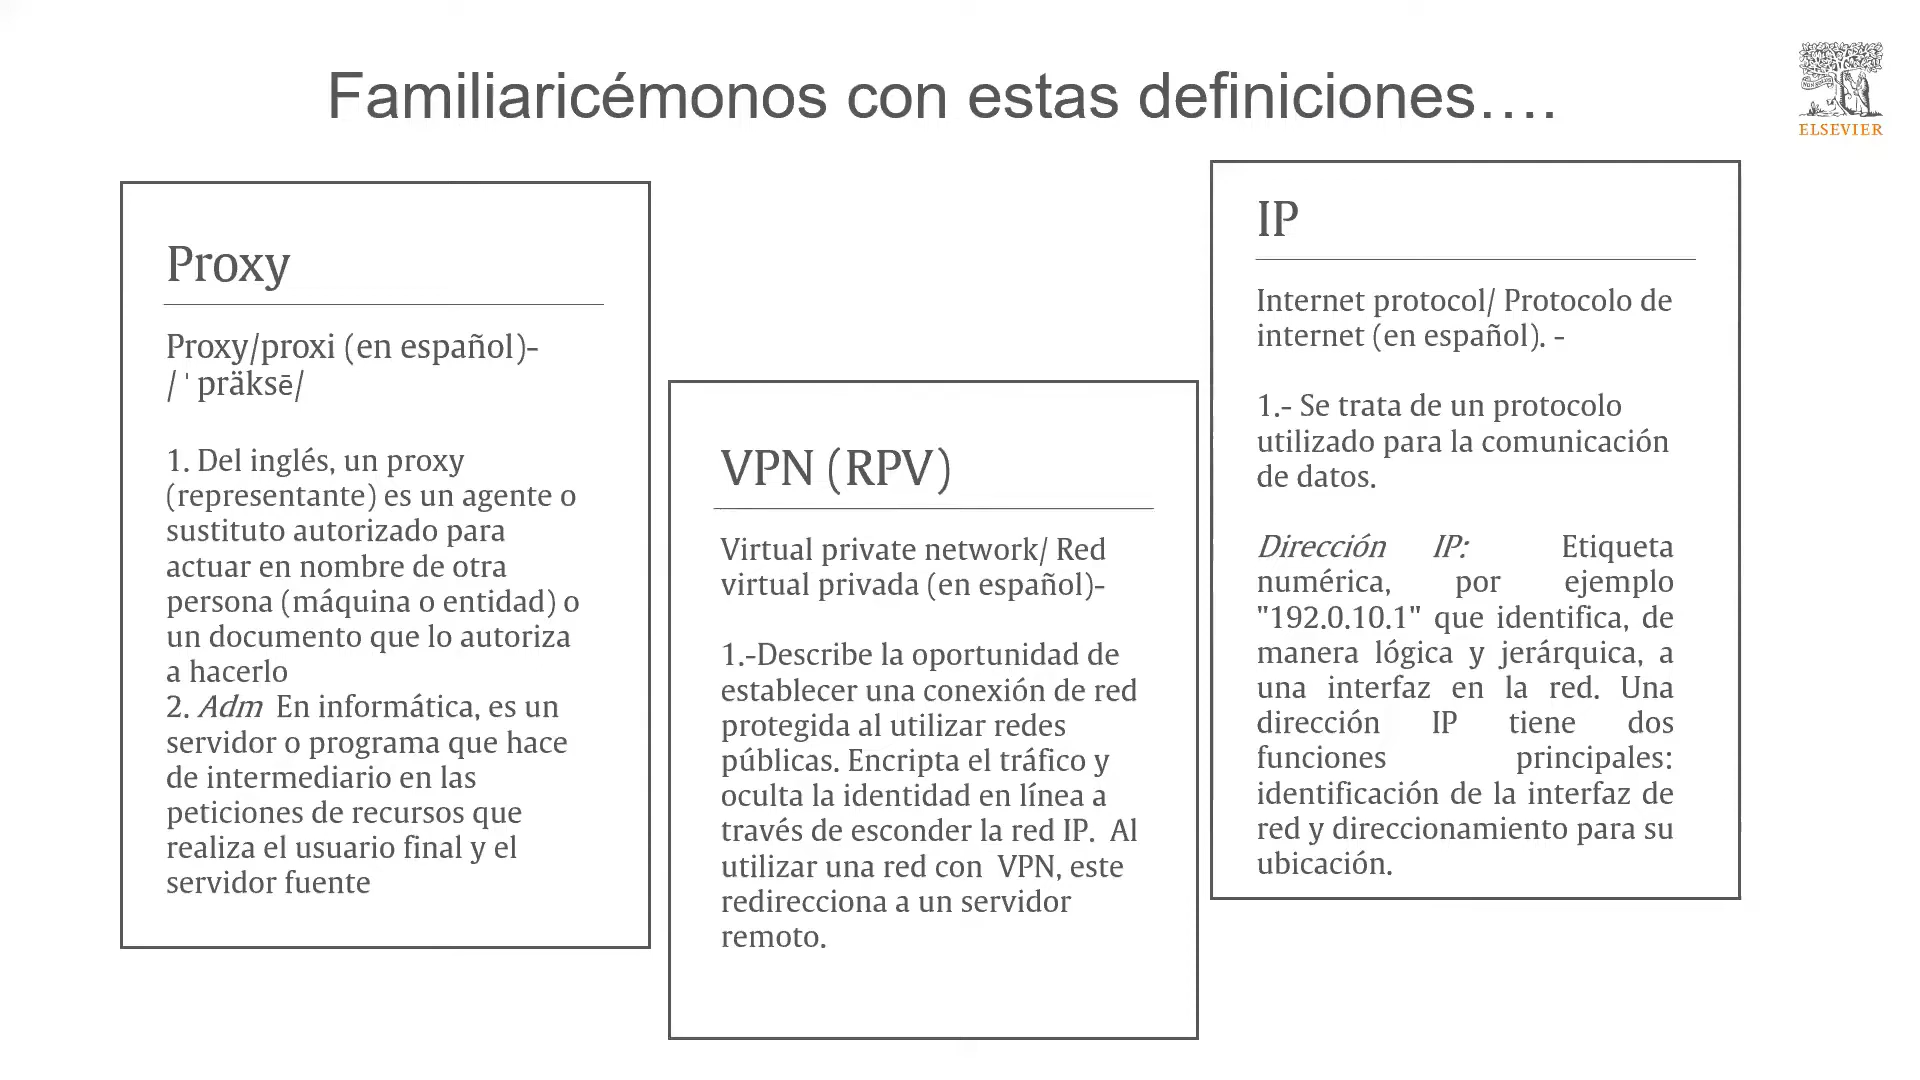 Familiaricémonos con estas definiciones....
ELSEVIER
Proxy
Proxy/proxi (en español)-
/ˈpräksē/
1. Del inglés, un proxy
(representante) es un agente o
sustituto autorizado para
actuar en nombre de otra
persona (máquina o entidad) o
un documento que lo autoriza
a hacerlo
2. Adm En informática, es un
servidor o programa que hace
de intermediario en las
peticiones de recursos que
realiza el usuario final y el
servidor fuente
VPN (RPV)
Virtual private network/ Red
virtual privada (en español)-
1.-Describe la oportunidad de
establecer una conexión de red
protegida al utilizar redes
públicas. Encripta el tráfico y
oculta la identidad en línea a
través de esconder la red IP. Al
utilizar una red con VPN, este
redirecciona a un servidor
remoto.
IP
Internet protocol/ Protocolo de
internet (en español). -
1.- Se trata de un protocolo
utilizado para la comunicación
de datos.
Dirección IP: Etiqueta
numérica, por ejemplo
"192.0.10.1" que identifica, de
manera lógica y jerárquica, a
una interfaz en la red. Una
dirección IP tiene dos
funciones principales:
identificación de la interfaz de
red y direccionamiento para su
ubicación.